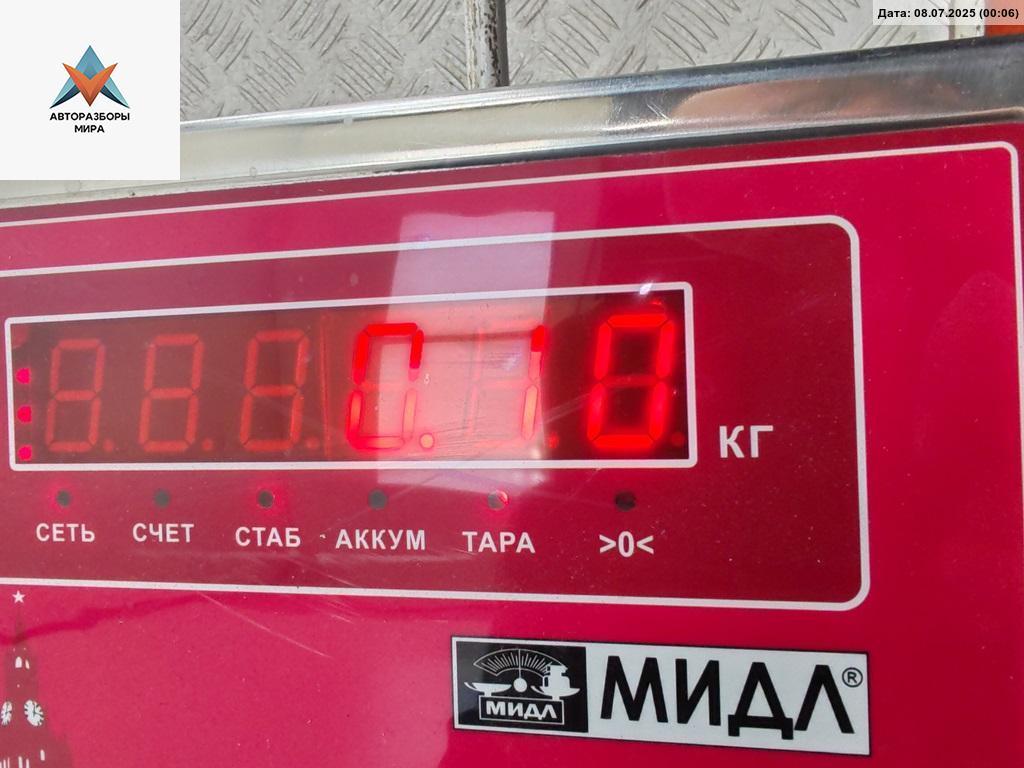 Дата: 08.07.2025 (00:06)
АВТОРАЗБОРЫ
МИРА
0.10
КГ
СЕТЬ СЧЕТ СТАБ АККУМ ТАРА >0<
МИДЛ
МИДЛ®